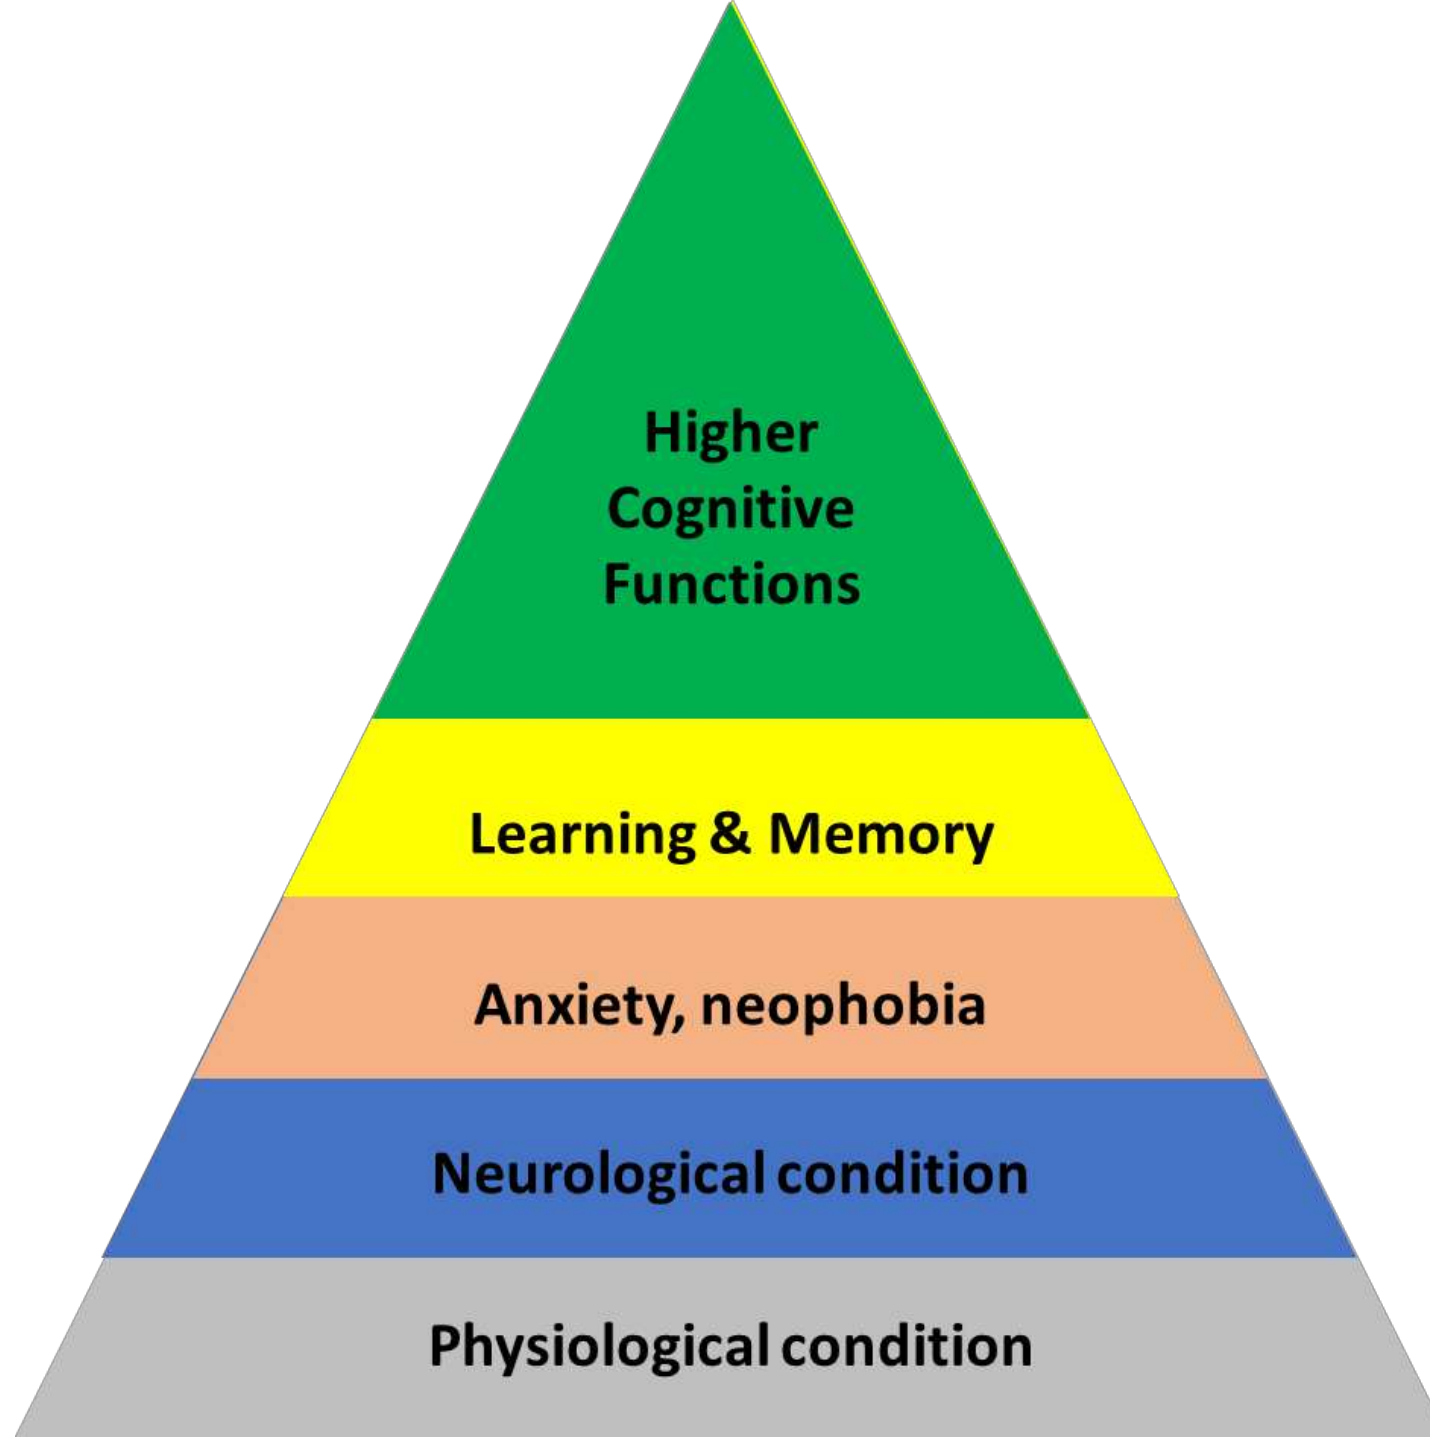 Higher
Cognitive
Functions
Learning & Memory
Anxiety, neophobia
Neurological condition
Physiological condition